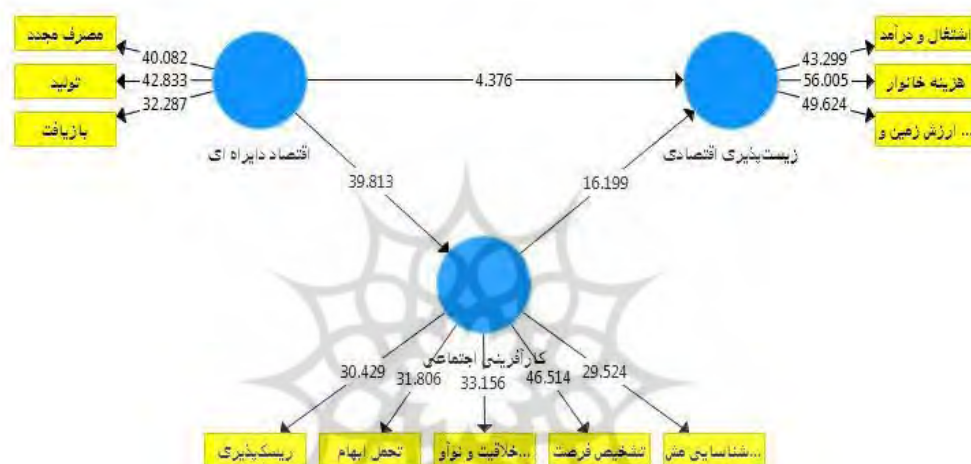 مصرف مجدد
40.082
تولید
42.833
بازیافت
32.287
اقتصاد دایراه ای
4.376
زیست‌پذیری اقتصادی
اشتغال و درآمد
43.299
هزینه خانوار
56.005
... ارزش زمین و
49.624
39.813
16.199
کارآفرینی اجتماعی
30.429
31.806
33.156
46.514
29.524
ریسک‌پذیری
تحمل ابهام
...خلاقیت و نوآو
تشخیص فرصت
...شناسایی مش